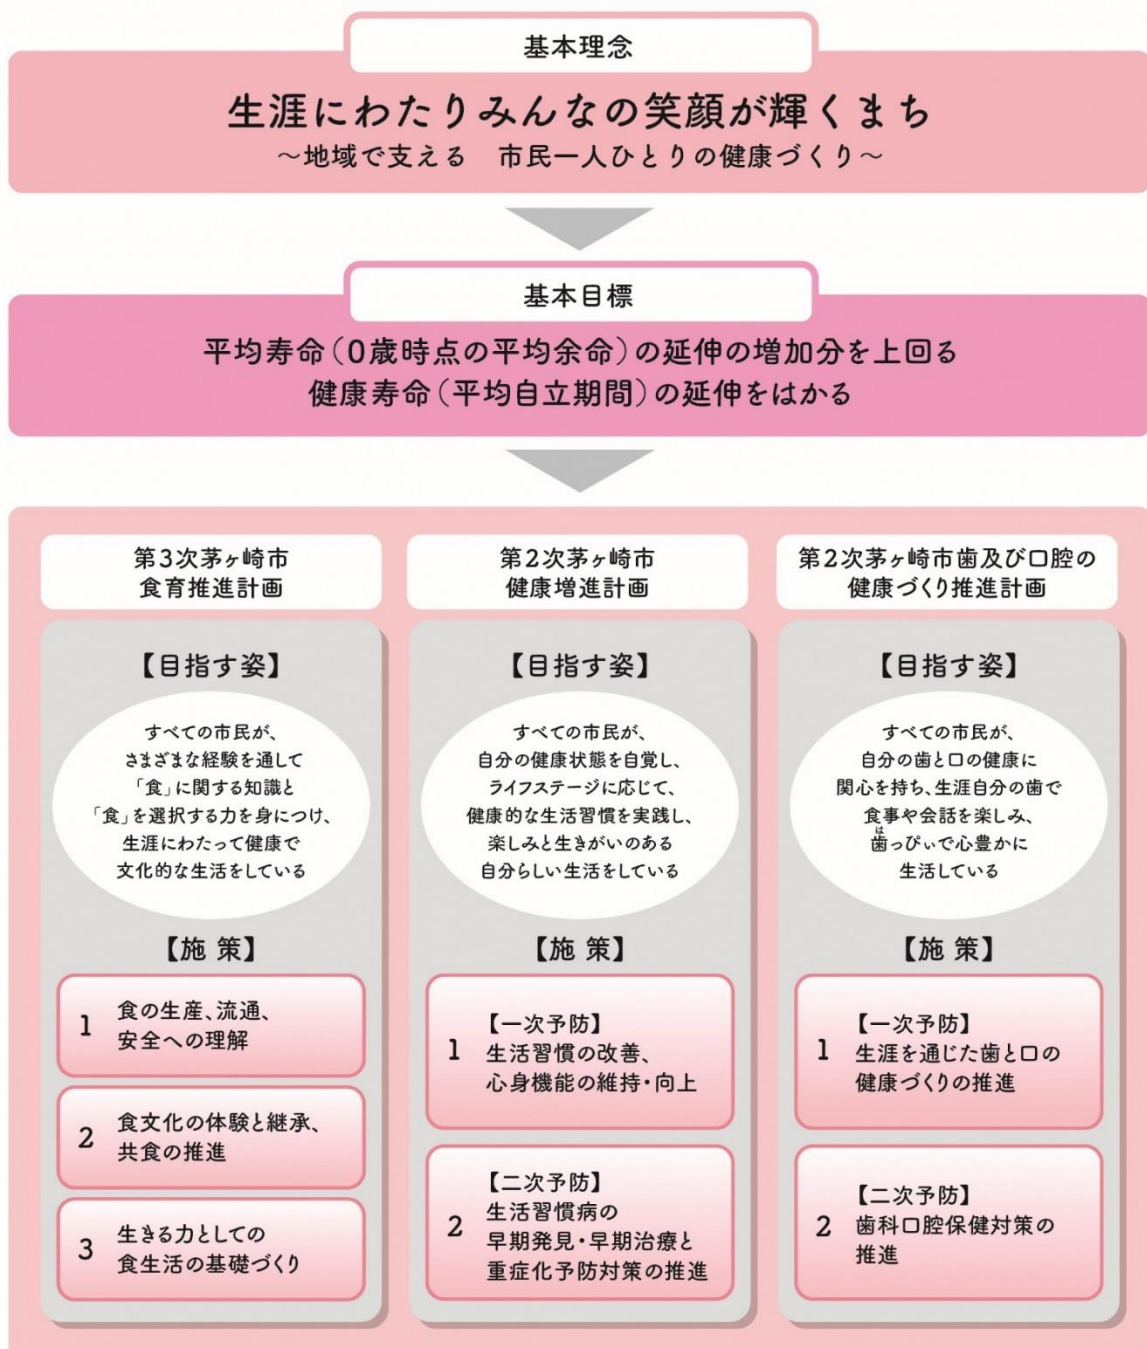 基本理念
生涯にわたりみんなの笑顔が輝くまち
～地域で支える　市民一人ひとりの健康づくり～
基本目標
平均寿命（0歳時点の平均余命）の延伸の増加分を上回る
健康寿命（平均自立期間）の延伸をはかる
第3次茅ヶ崎市
食育推進計画
【目指す姿】
すべての市民が、
さまざまな経験を通して
「食」に関する知識と
「食」を選択する力を身につけ、
生涯にわたって健康で
文化的な生活をしている
【施 策】
1
食の生産、流通、
安全への理解
2
食文化の体験と継承、
共食の推進
3
生きる力としての
食生活の基礎づくり
第2次茅ヶ崎市
健康増進計画
【目指す姿】
すべての市民が、
自分の健康状態を自覚し、
ライフステージに応じて、
健康的な生活習慣を実践し、
楽しみと生きがいのある
自分らしい生活をしている
【施 策】
1
【一次予防】
生活習慣の改善、
心身機能の維持・向上
2
【二次予防】
生活習慣病の
早期発見・早期治療と
重症化予防対策の推進
第2次茅ヶ崎市歯及び口腔の
健康づくり推進計画
【目指す姿】
すべての市民が、
自分の歯と口の健康に
関心を持ち、生涯自分の歯で
食事や会話を楽しみ、
は
歯っぴぃで心豊かに
生活している
【施 策】
1
【一次予防】
生涯を通じた歯と口の
健康づくりの推進
2
【二次予防】
歯科口腔保健対策の
推進